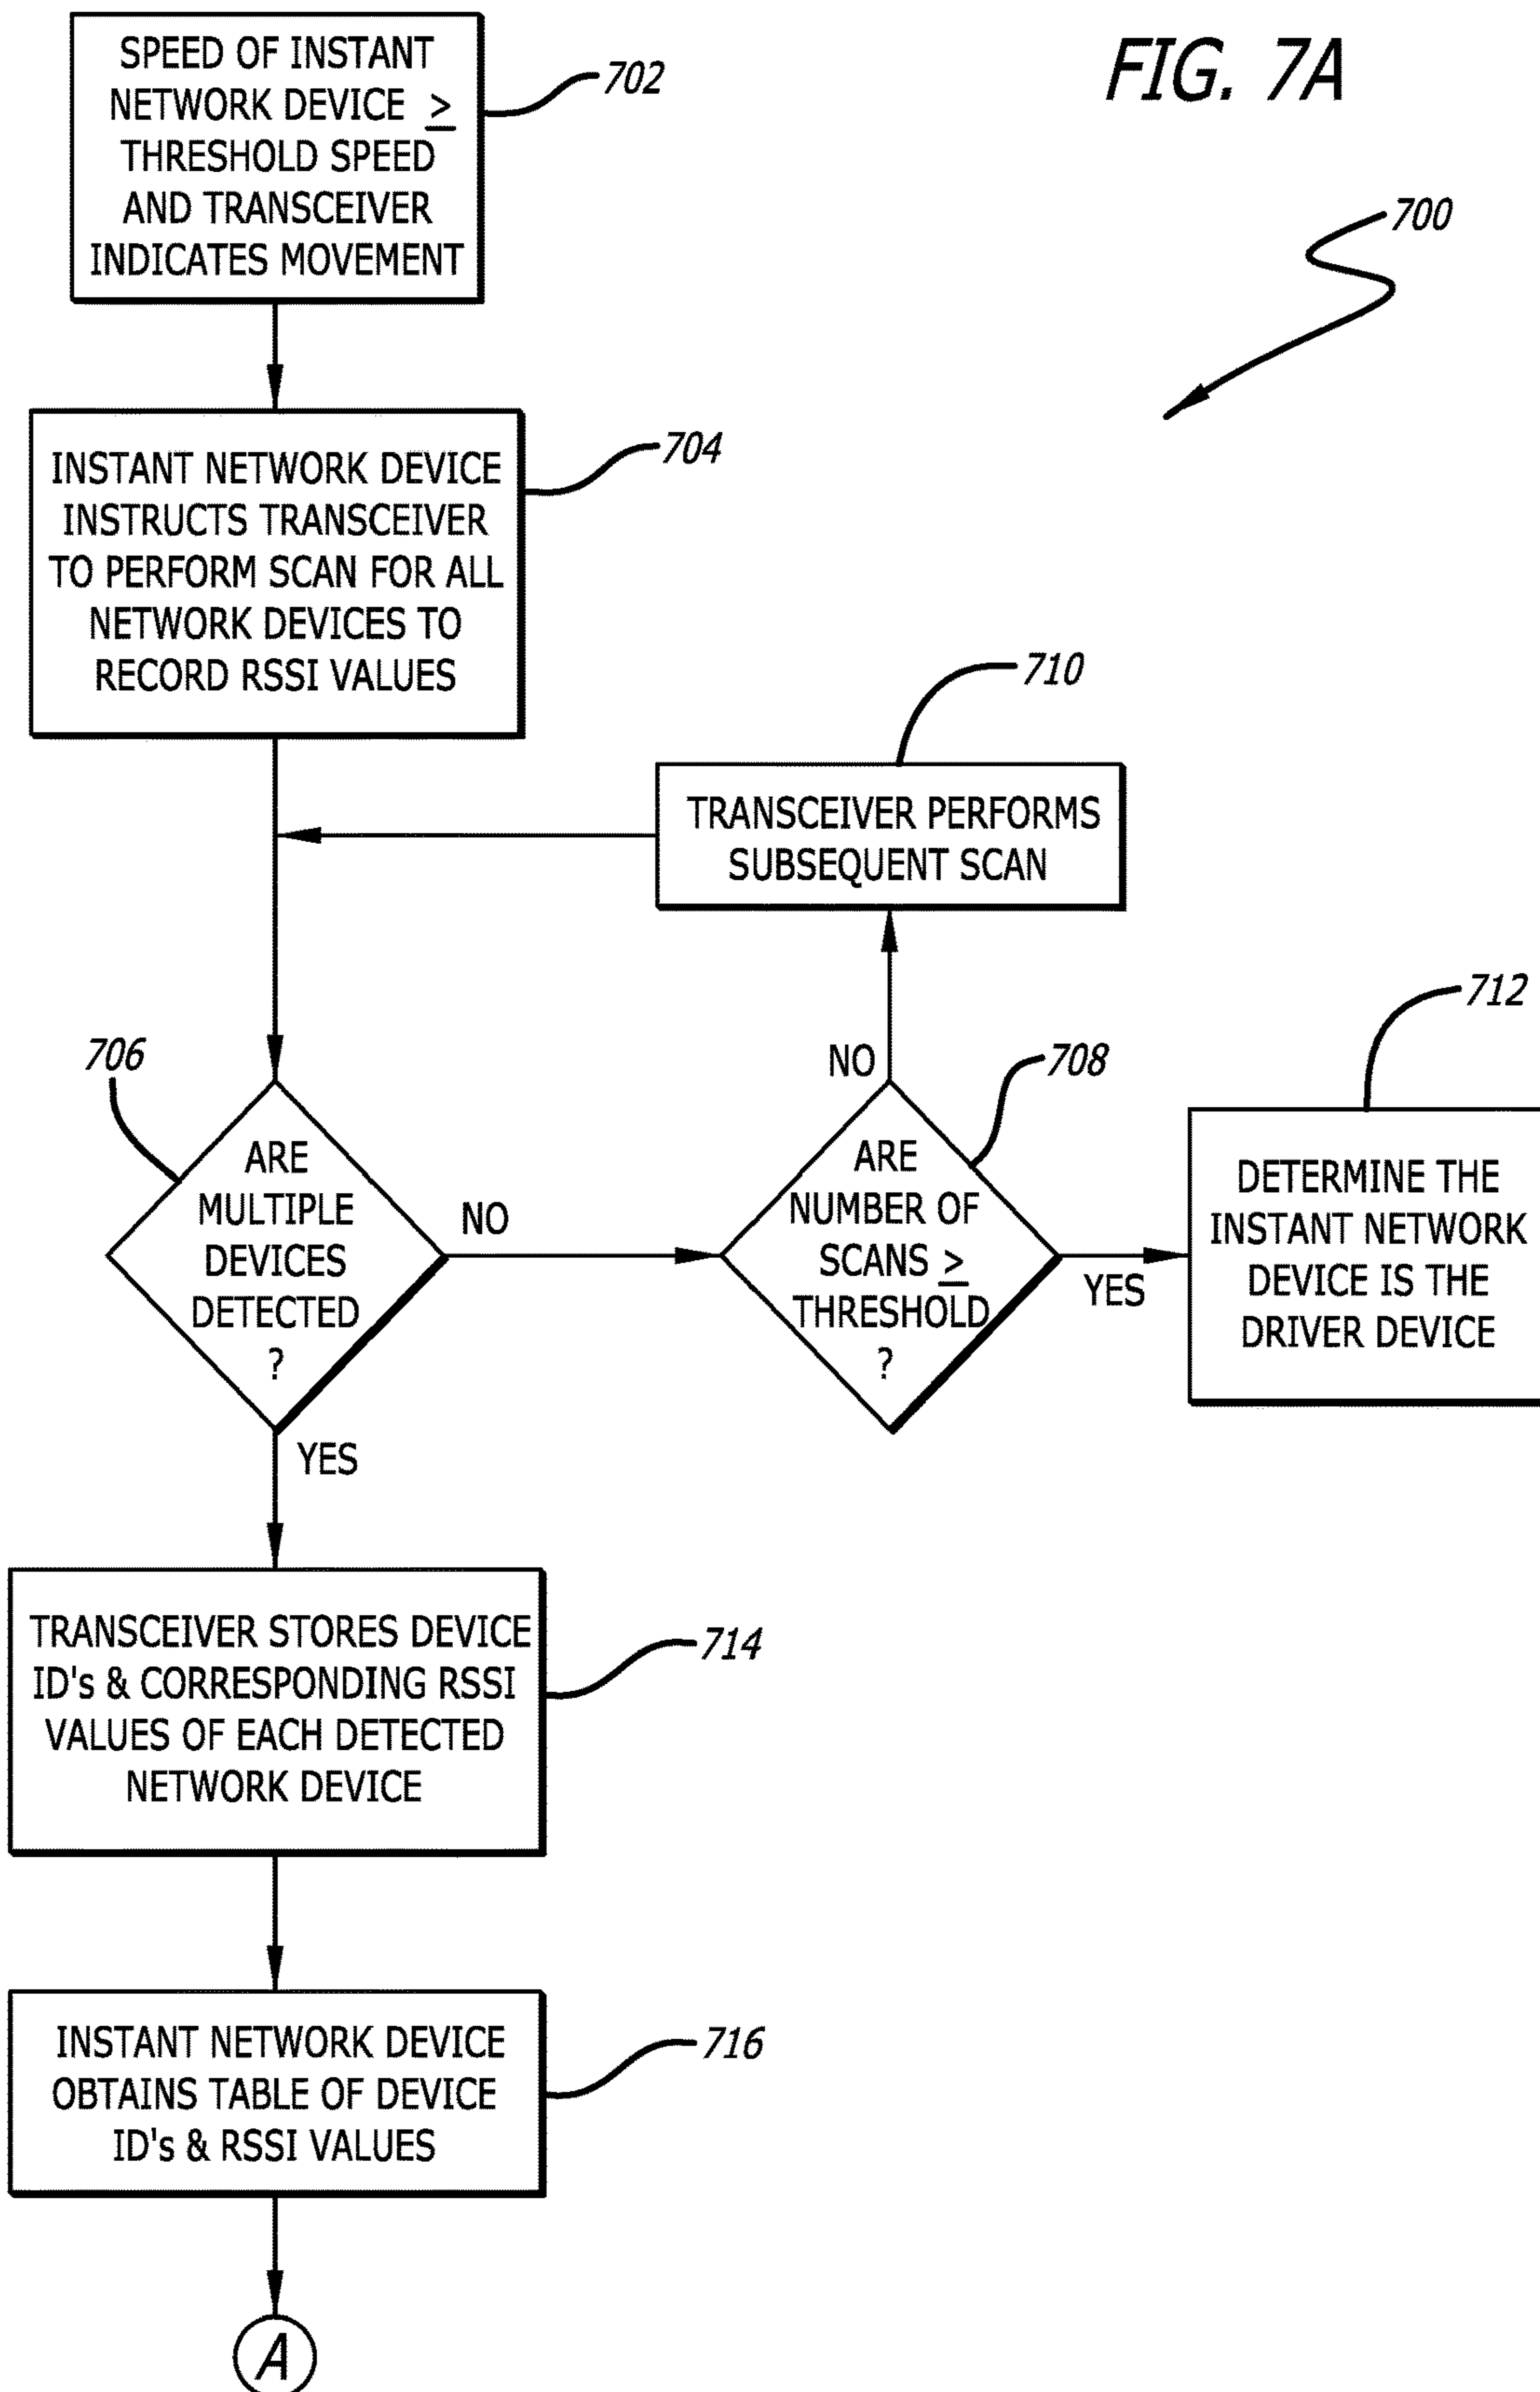 FIG. 7A
700
SPEED OF INSTANT
NETWORK DEVICE ≥
THRESHOLD SPEED
AND TRANSCEIVER
INDICATES MOVEMENT
702
INSTANT NETWORK DEVICE
INSTRUCTS TRANSCEIVER
TO PERFORM SCAN FOR ALL
NETWORK DEVICES TO
RECORD RSSI VALUES
704
710
TRANSCEIVER PERFORMS
SUBSEQUENT SCAN
706
ARE
MULTIPLE
DEVICES
DETECTED
?
NO
YES
708
NO
ARE
NUMBER OF
SCANS ≥
THRESHOLD
?
YES
712
DETERMINE THE
INSTANT NETWORK
DEVICE IS THE
DRIVER DEVICE
TRANSCEIVER STORES DEVICE
ID's & CORRESPONDING RSSI
VALUES OF EACH DETECTED
NETWORK DEVICE
714
INSTANT NETWORK DEVICE
OBTAINS TABLE OF DEVICE
ID's & RSSI VALUES
716
A